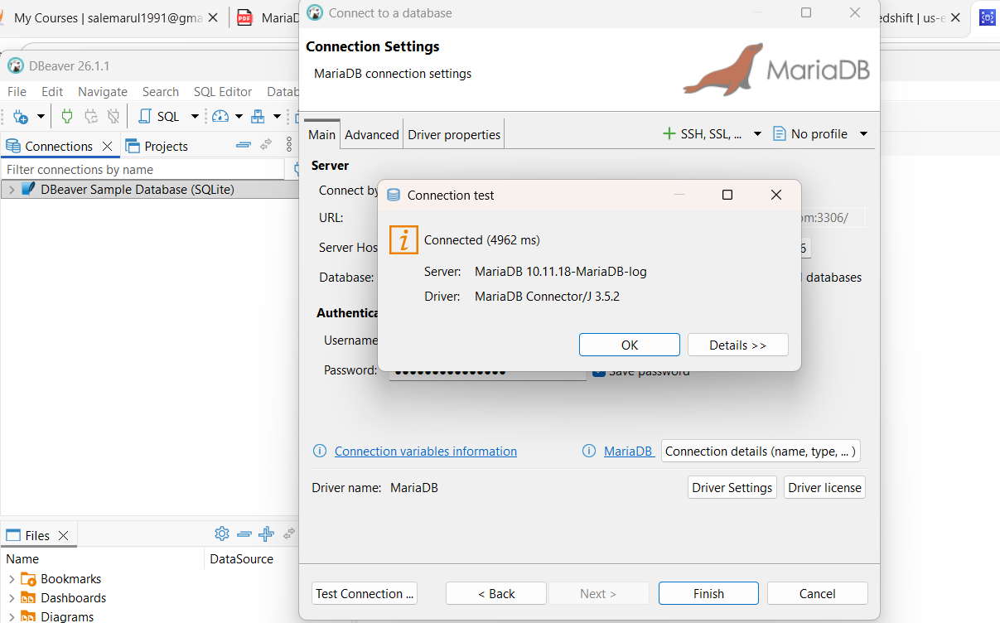 My Courses | salemarul1991@gma
MariaD
edshift | us-e
Connect to a database
Connection Settings
MariaDB connection settings
MariaDB
DBeaver 26.1.1
File Edit Navigate Search SQL Editor Datab
SQL
Connections
Projects
Filter connections by name
DBeaver Sample Database (SQLite)
Main Advanced Driver properties
SSH, SSL, ...
No profile
Server
Connect by
URL:
om:3306/
Server Hos
6
Database:
l databases
Authentica
Username
Password:
Save password
Connection test
Connected (4962 ms)
Server: MariaDB 10.11.18-MariaDB-log
Driver: MariaDB Connector/J 3.5.2
OK
Details >>
Connection variables information
MariaDB
Connection details (name, type, ... )
Driver name: MariaDB
Driver Settings
Driver license
Files
Name
DataSource
Bookmarks
Dashboards
Diagrams
Test Connection ...
< Back
Next >
Finish
Cancel